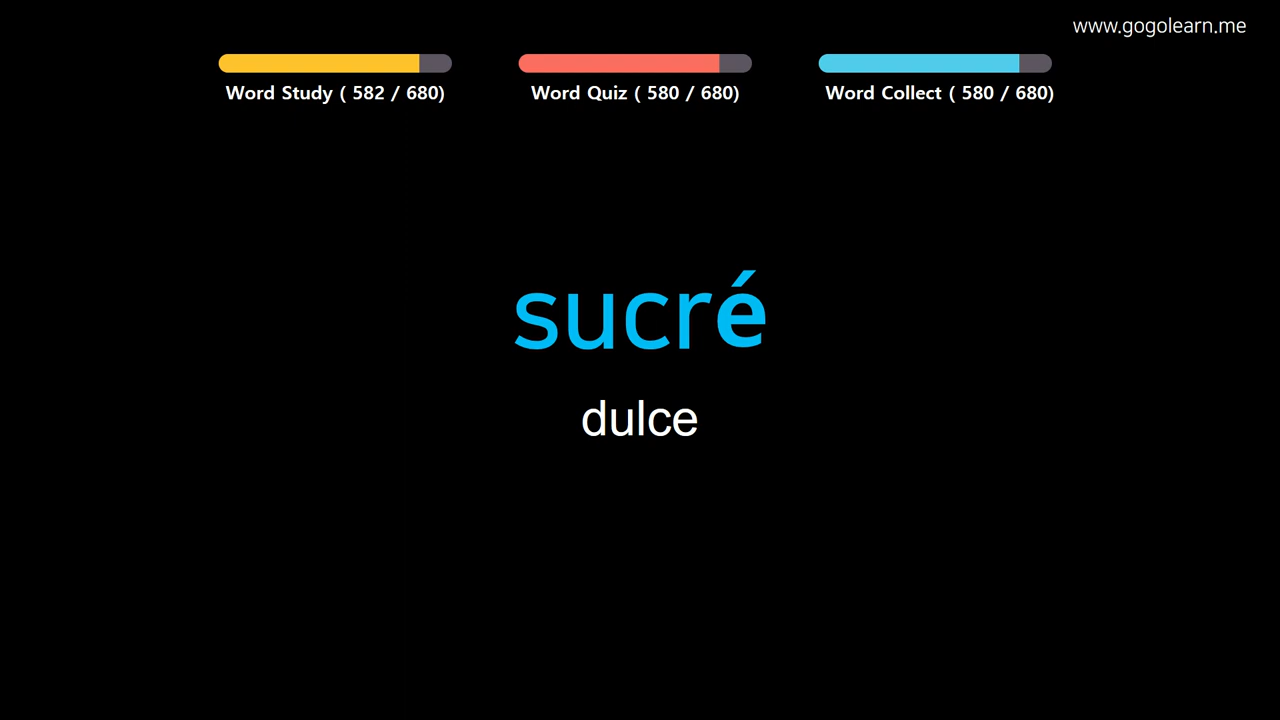 www.gogolearn.me
Word Study ( 582 / 680)
Word Quiz ( 580 / 680)
Word Collect ( 580 / 680)
sucré
dulce